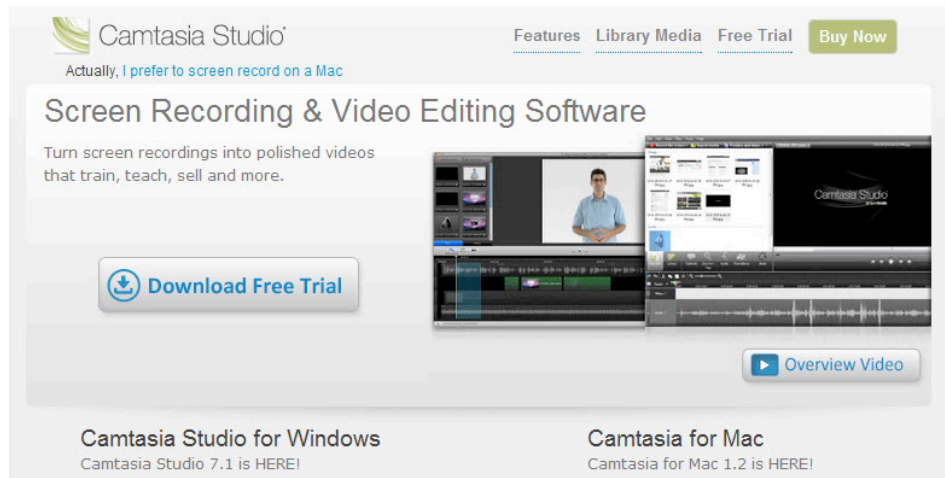 Camtasia Studio®
Features Library Media Free Trial Buy Now
Actually, I prefer to screen record on a Mac
Screen Recording & Video Editing Software
Turn screen recordings into polished videos
that train, teach, sell and more.
Camtasia Studio
Download Free Trial
Overview Video
Camtasia Studio for Windows
Camtasia Studio 7.1 is HERE!
Camtasia for Mac
Camtasia for Mac 1.2 is HERE!